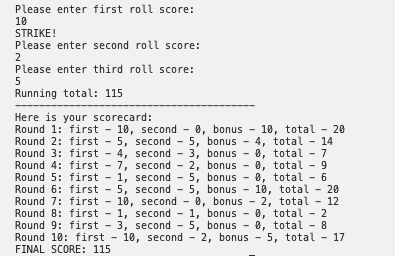 Please enter first roll score:
10
STRIKE!
Please enter second roll score:
2
Please enter third roll score:
5
Running total: 115
----------------------------------------
Here is your scorecard:
Round 1: first - 10, second - 0, bonus - 10, total - 20
Round 2: first - 5, second - 5, bonus - 4, total - 14
Round 3: first - 4, second - 3, bonus - 0, total - 7
Round 4: first - 7, second - 2, bonus - 0, total - 9
Round 5: first - 1, second - 5, bonus - 0, total - 6
Round 6: first - 5, second - 5, bonus - 10, total - 20
Round 7: first - 10, second - 0, bonus - 2, total - 12
Round 8: first - 1, second - 1, bonus - 0, total - 2
Round 9: first - 3, second - 5, bonus - 0, total - 8
Round 10: first - 10, second - 2, bonus - 5, total - 17
FINAL SCORE: 115